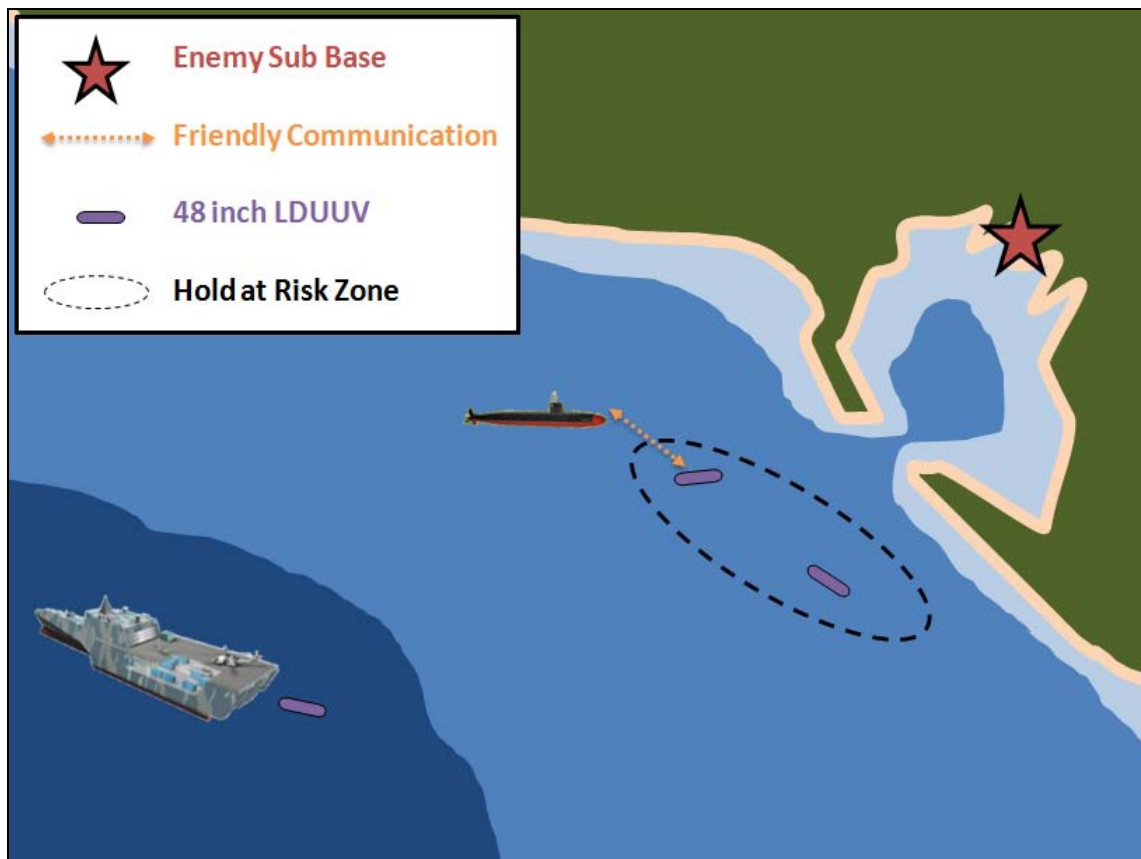 Enemy Sub Base
Friendly Communication
48 inch LDUUV
Hold at Risk Zone